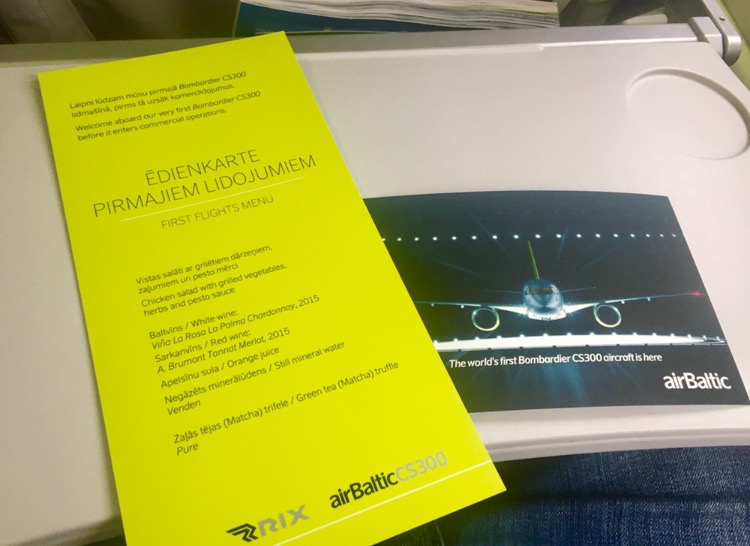 Laipni lūdzam mūsu pirmajā Bombardier CS300
lidmašīnā, pirms tā uzsāk komerclidojumus.
Welcome aboard our very first Bombardier CS300
before it enters commercial operations.
ĒDIENKARTE
PIRMAJIEM LIDOJUMIEM
FIRST FLIGHTS MENU
Vistas salāti ar grilētiem dārzeņiem,
zaļumiem un pesto mērci
Chicken salad with grilled vegetables,
herbs and pesto sauce
Baltvīns / White wine:
Viña La Rosa La Palma Chardonnay, 2015
Sarkanvīns / Red wine:
A. Brumont Tannat Merlot, 2015
Apelsīnu sula / Orange juice
Negāzēts minerālūdens / Still mineral water
Venden
Zaļās tējas (Matcha) trifele / Green tea (Matcha) truffle
Pure
RIX
airBalticCS300
The world's first Bombardier CS300 aircraft is here
airBaltic